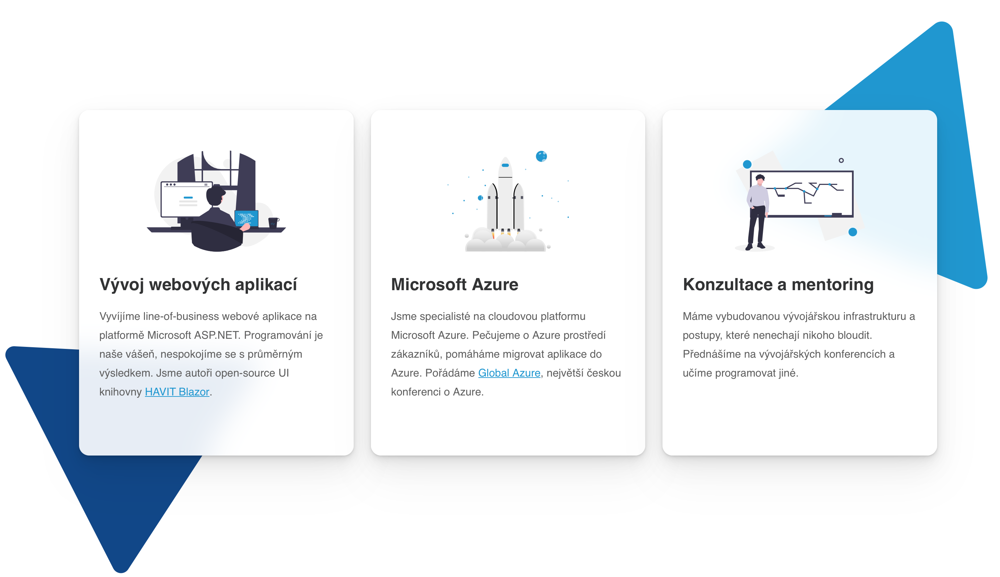 Vývoj webových aplikací
Vyvíjíme line-of-business webové aplikace na
platformě Microsoft ASP.NET. Programování je
naše vášeň, nespokojíme se s průměrným
výsledkem. Jsme autoři open-source UI
knihovny HAVIT Blazor.
Microsoft Azure
Jsme specialisté na cloudovou platformu
Microsoft Azure. Pečujeme o Azure prostředí
zákazníků, pomáháme migrovat aplikace do
Azure. Pořádáme Global Azure, největší českou
konferenci o Azure.
Konzultace a mentoring
Máme vybudovanou vývojářskou infrastrukturu a
postupy, které nenechají nikoho bloudit.
Přednášíme na vývojářských konferencích a
učíme programovat jiné.